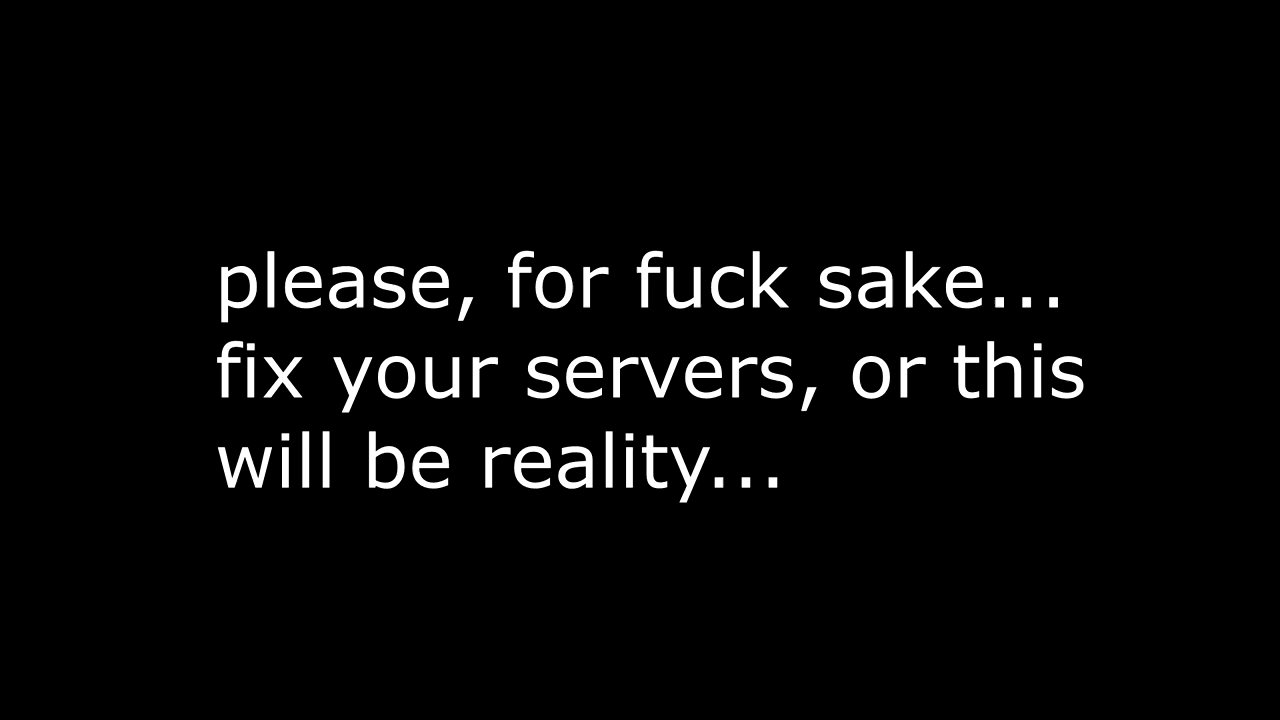 please, for fuck sake...
fix your servers, or this
will be reality...